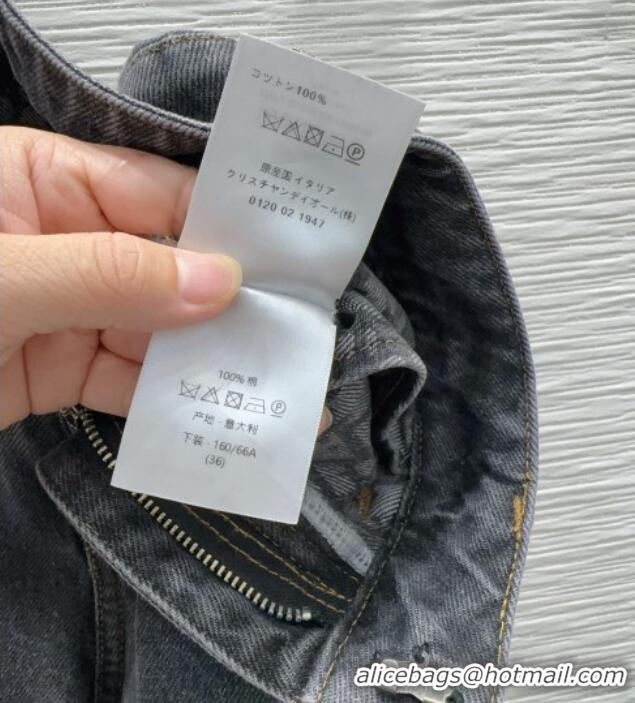 コットン100%
P
原産国イタリア
クリスチャンディオール(株)
0120 02 1947
100% 棉
P
产地 · 意大利
下装 · 160/66A
(36)
alicebags@hotmail.com